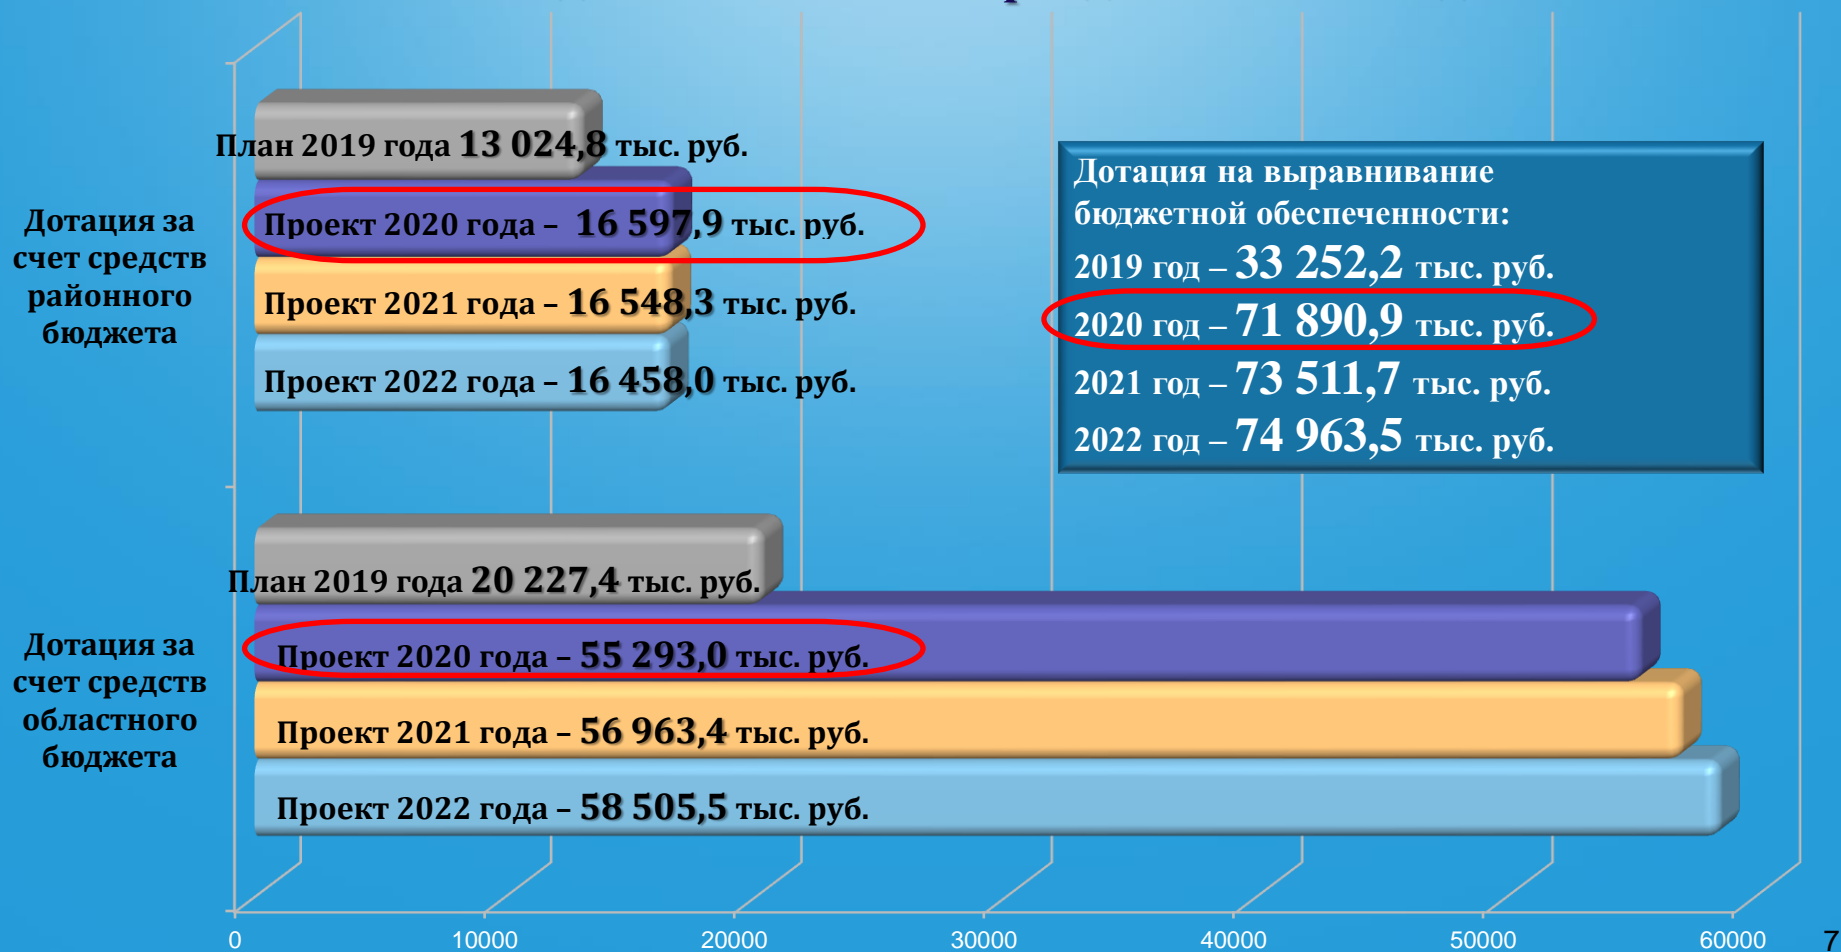 Дотация за
счет средств
районного
бюджета
План 2019 года 13 024,8 тыс. руб.
Проект 2020 года – 16 597,9 тыс. руб.
Проект 2021 года – 16 548,3 тыс. руб.
Проект 2022 года – 16 458,0 тыс. руб.
Дотация на выравнивание
бюджетной обеспеченности:
2019 год – 33 252,2 тыс. руб.
2020 год – 71 890,9 тыс. руб.
2021 год – 73 511,7 тыс. руб.
2022 год – 74 963,5 тыс. руб.
Дотация за
счет средств
областного
бюджета
План 2019 года 20 227,4 тыс. руб.
Проект 2020 года – 55 293,0 тыс. руб.
Проект 2021 года – 56 963,4 тыс. руб.
Проект 2022 года – 58 505,5 тыс. руб.
0 10000 20000 30000 40000 50000 60000
7